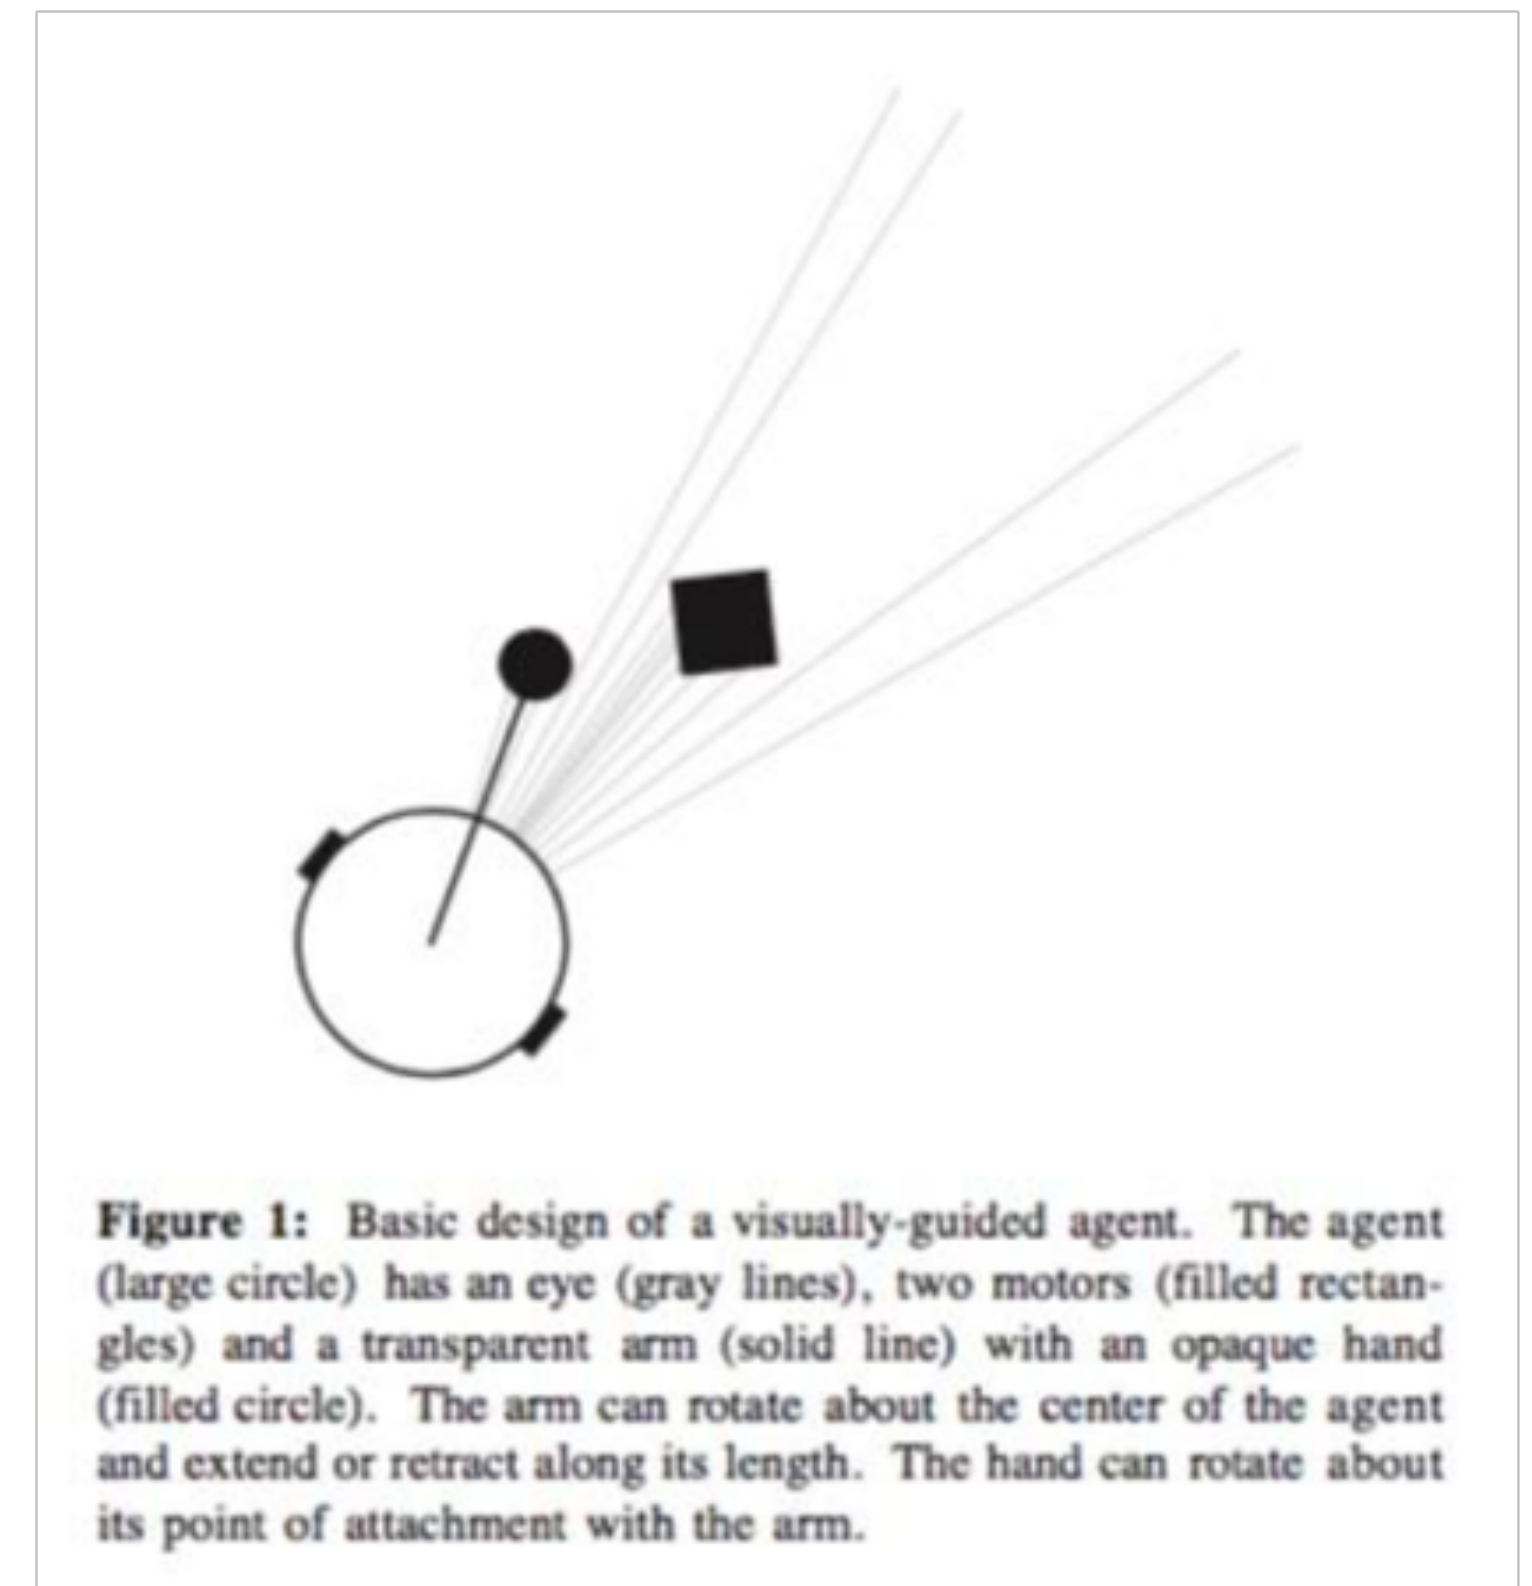 Figure 1: Basic design of a visually-guided agent. The agent
(large circle) has an eye (gray lines), two motors (filled rectan-
gles) and a transparent arm (solid line) with an opaque hand
(filled circle). The arm can rotate about the center of the agent
and extend or retract along its length. The hand can rotate about
its point of attachment with the arm.